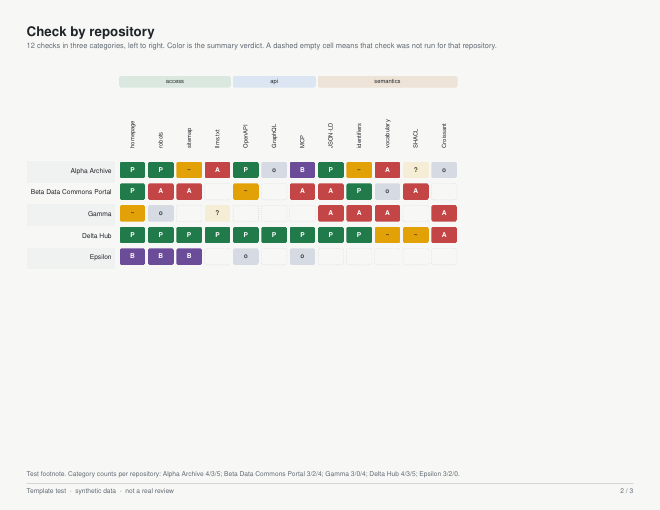 Check by repository
12 checks in three categories, left to right. Color is the summary verdict. A dashed empty cell means that check was not run for that repository.
access api semantics
homepage robots sitemap llms.txt OpenAPI GraphQL MCP JSON-LD identifiers vocabulary SHACL Croissant
Alpha Archive P P ~ A P o B P ~ A ? o
Beta Data Commons Portal P A A ~ A A P o A
Gamma ~ o ? A A A A
Delta Hub P P P P P P P P P ~ ~ A
Epsilon B B B o o
Test footnote. Category counts per repository: Alpha Archive 4/3/5; Beta Data Commons Portal 3/2/4; Gamma 3/0/4; Delta Hub 4/3/5; Epsilon 3/2/0.
Template test · synthetic data · not a real review 2 / 3